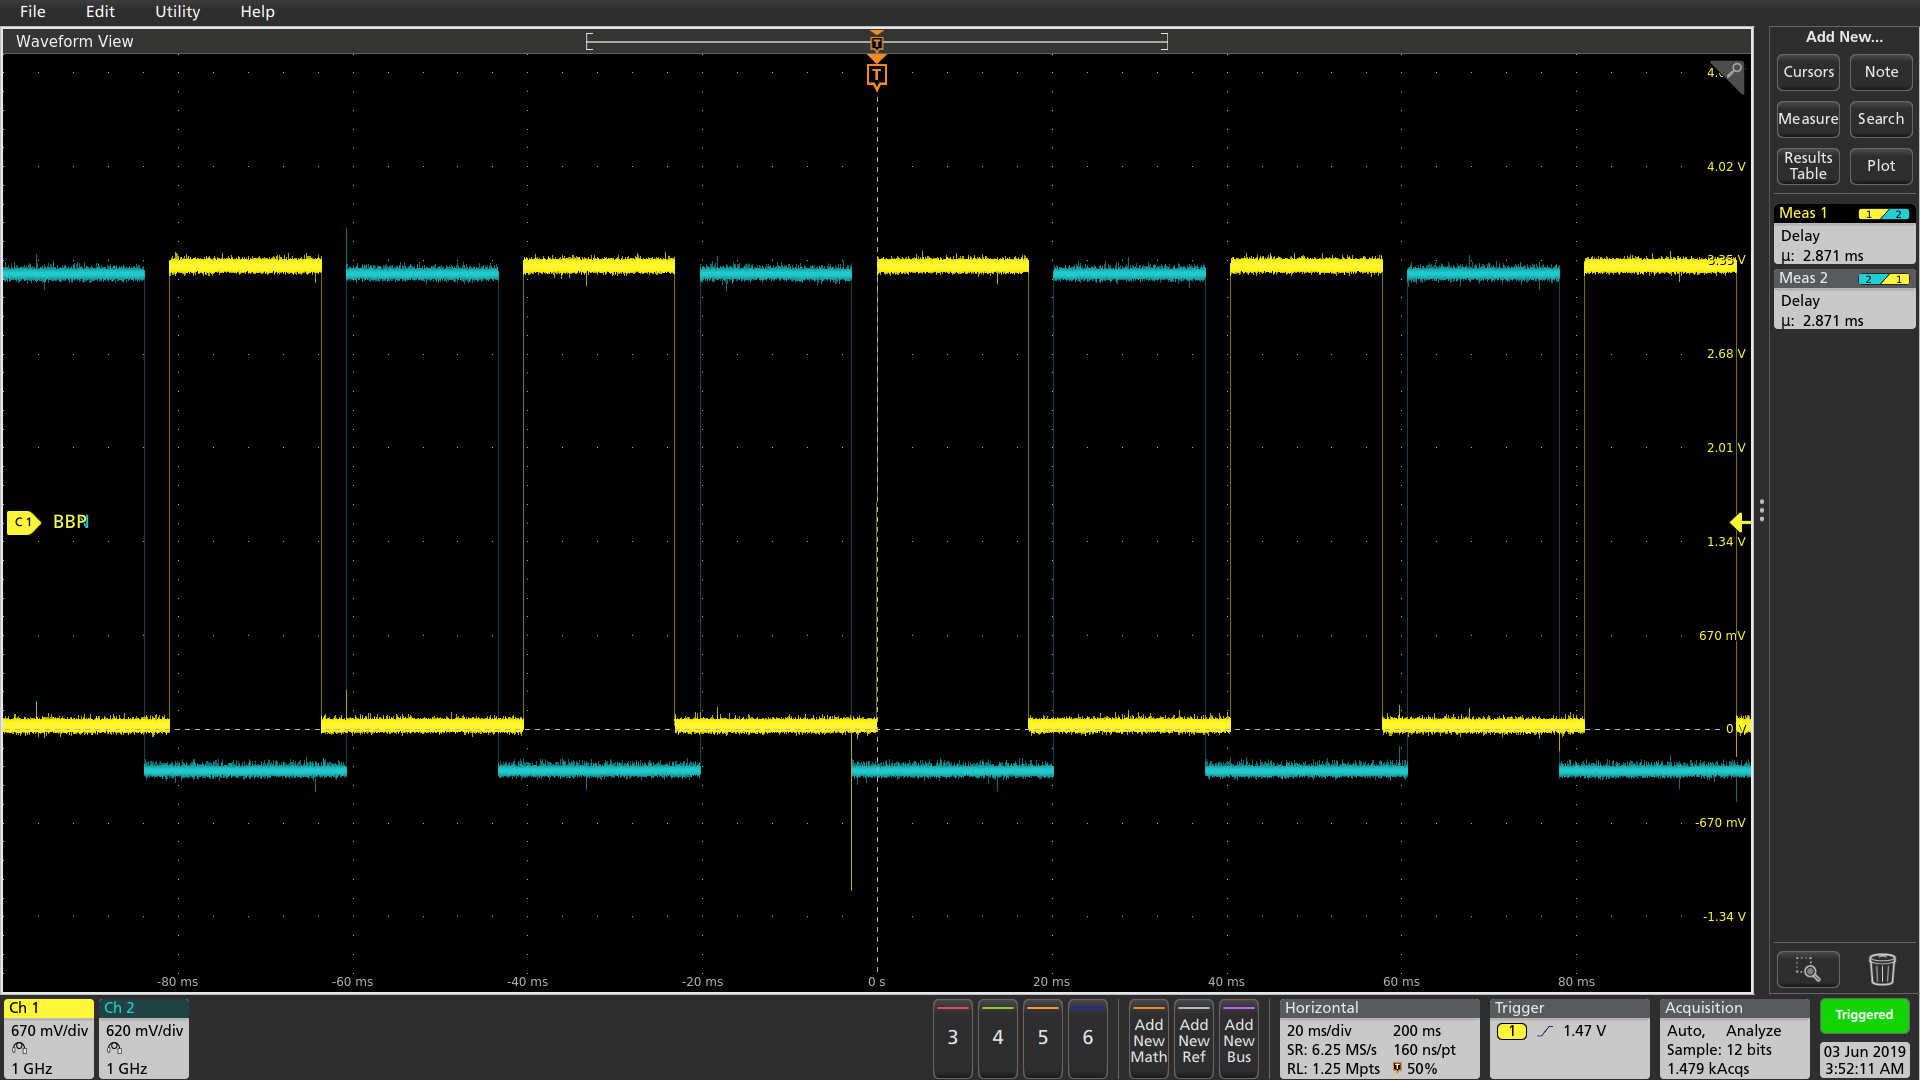 File Edit Utility Help
Waveform View
Add New...
Cursors Note
Measure Search
Results Table Plot
Meas 1 1 2
Delay
μ: 2.871 ms
Meas 2 2 1
Delay
μ: 2.871 ms
T
T
4.02 V
3.35 V
2.68 V
2.01 V
C 1
1.34 V
670 mV
0 V
-670 mV
-1.34 V
-80 ms -60 ms -40 ms -20 ms 0 s 20 ms 40 ms 60 ms 80 ms
Ch 1
670 mV/div
1 GHz
Ch 2
620 mV/div
1 GHz
3 4 5 6
Add New Math
Add New Ref
Add New Bus
Horizontal
20 ms/div 200 ms
SR: 6.25 MS/s 160 ns/pt
RL: 1.25 Mpts 50%
Trigger
1 1.47 V
Acquisition
Auto, Analyze
Sample: 12 bits
1.479 kAcqs
Triggered
03 Jun 2019
3:52:11 AM